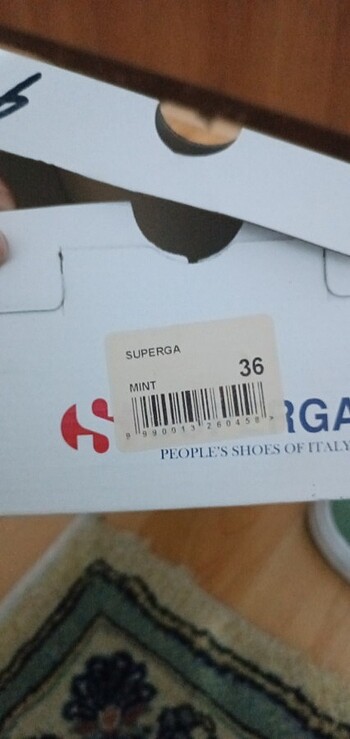 SUPERGA
36
MINT
8 990013 260458 >
RGA
PEOPLE'S SHOES OF ITALY